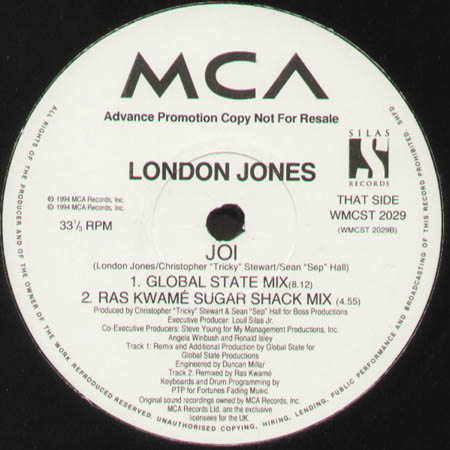 MCA
Advance Promotion Copy Not For Resale
SILAS
S
RECORDS
LONDON JONES
℗ 1994 MCA Records, Inc.
© 1994 MCA Records, Inc.
33⅓ RPM
THAT SIDE
WMCST 2029
(WMCST 2029B)
JOI
(London Jones/Christopher "Tricky" Stewart/Sean "Sep" Hall)
1. GLOBAL STATE MIX(8.12)
2. RAS KWAMÉ SUGAR SHACK MIX (4.55)
Produced by Christopher "Tricky" Stewart & Sean "Sep" Hall for Boss Productions
Executive Producer: Louil Silas Jr.
Co-Executive Producers: Steve Young for My Management Productions, Inc.
Angela Winbush and Ronald Isley
Track 1: Remix and Additional Production by Global State for
Global State Productions
Engineered by Duncan Miller
Track 2: Remixed by Ras Kwamé
Keyboards and Drum Programming by
PTP for Fortunes Fading Music
Original sound recordings owned by MCA Records, Inc.
MCA Records Ltd. are the exclusive
licensees for the UK.
ALL RIGHTS OF THE PRODUCER AND OF THE OWNER OF THE WORK REPRODUCED RESERVED. UNAUTHORISED COPYING, HIRING, LENDING, PUBLIC PERFORMANCE AND BROADCASTING OF THIS RECORD PROHIBITED.